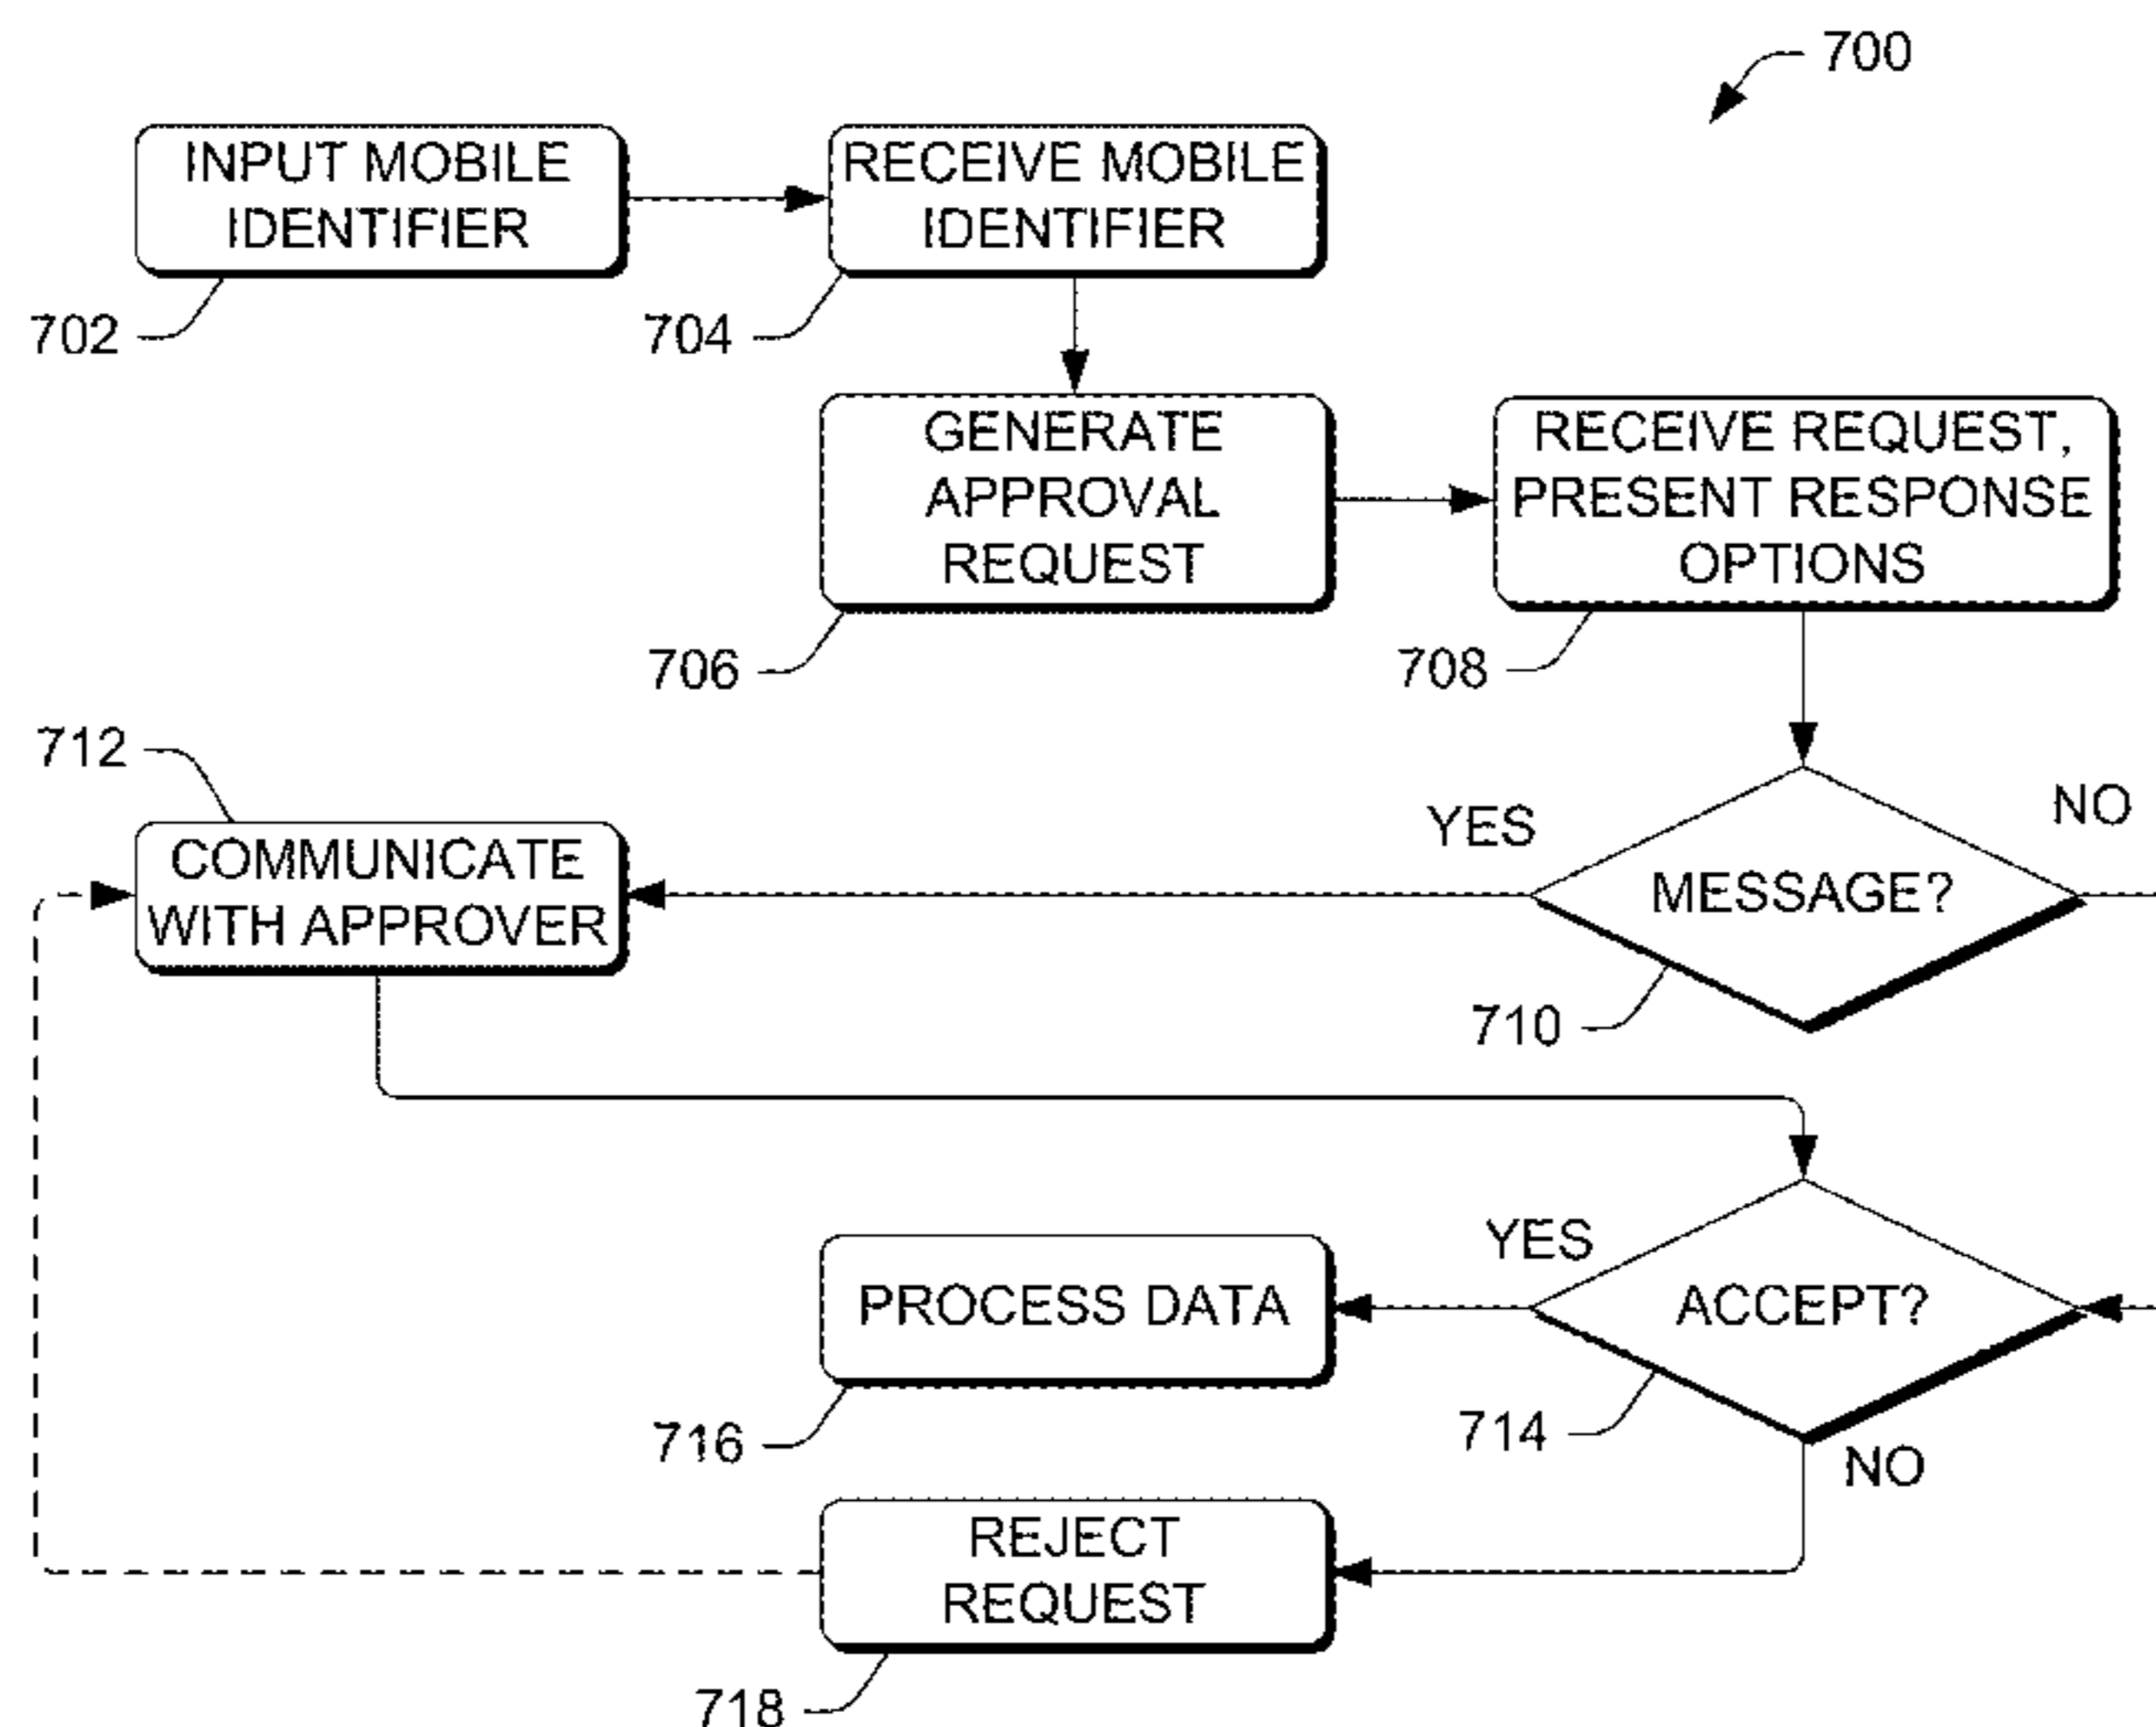 700
INPUT MOBILE
IDENTIFIER
702
RECEIVE MOBILE
IDENTIFIER
704
GENERATE
APPROVAL
REQUEST
706
RECEIVE REQUEST,
PRESENT RESPONSE
OPTIONS
708
712
COMMUNICATE
WITH APPROVER
YES
MESSAGE?
NO
710
YES
ACCEPT?
714
NO
PROCESS DATA
716
REJECT
REQUEST
718